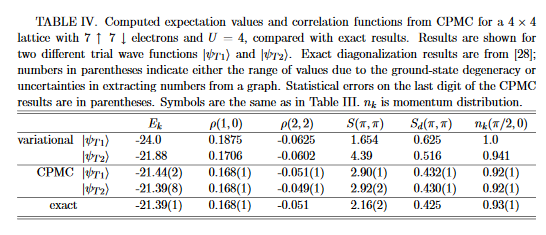 TABLE IV. Computed expectation values and correlation functions from CPMC for a 4 × 4
lattice with 7 ↑ 7 ↓ electrons and U = 4, compared with exact results. Results are shown for
two different trial wave functions |ψT1⟩ and |ψT2⟩. Exact diagonalization results are from [28];
numbers in parentheses indicate either the range of values due to the ground-state degeneracy or
uncertainties in extracting numbers from a graph. Statistical errors on the last digit of the CPMC
results are in parentheses. Symbols are the same as in Table III. nk is momentum distribution.
Ek ρ(1,0) ρ(2,2) S(π,π) Sd(π,π) nk(π/2,0)
variational |ψT1⟩ -24.0 0.1875 -0.0625 1.654 0.625 1.0
|ψT2⟩ -21.88 0.1706 -0.0602 4.39 0.516 0.941
CPMC |ψT1⟩ -21.44(2) 0.168(1) -0.051(1) 2.90(1) 0.432(1) 0.92(1)
|ψT2⟩ -21.39(8) 0.168(1) -0.049(1) 2.92(2) 0.430(1) 0.92(1)
exact -21.39(1) 0.168(1) -0.051 2.16(2) 0.425 0.93(1)